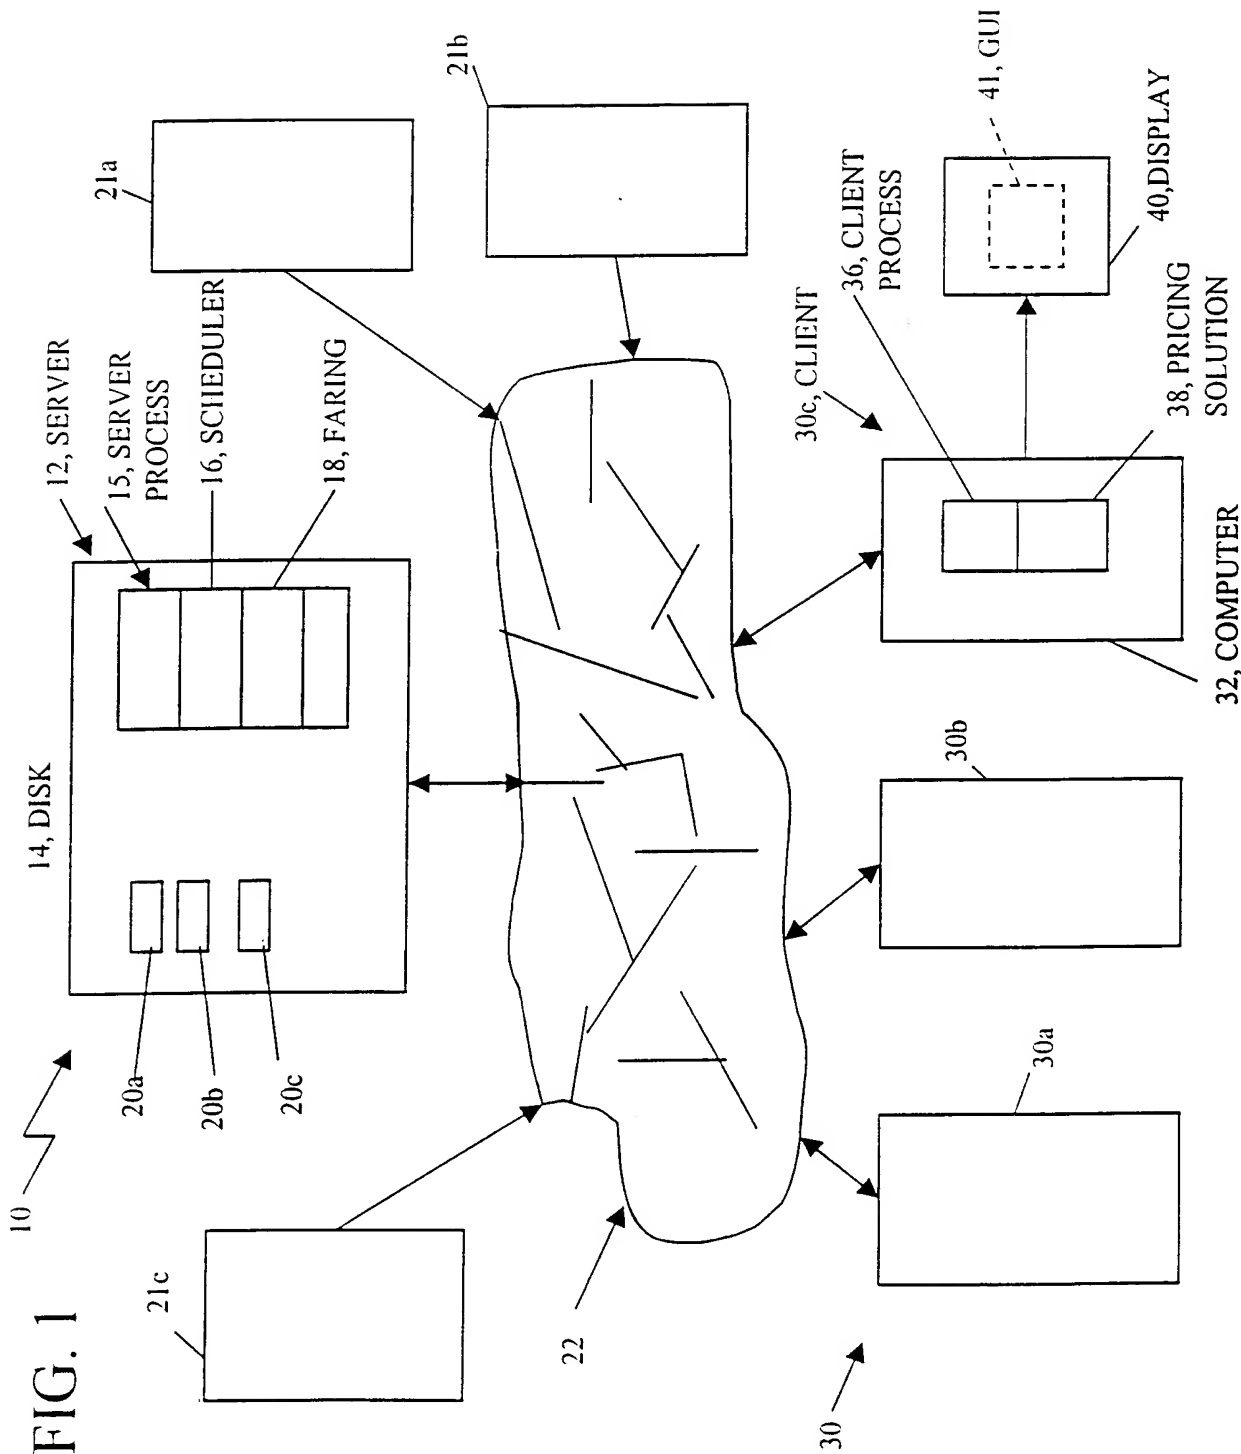 FIG. 1
10
14, DISK
12, SERVER
15, SERVER
PROCESS
16, SCHEDULER
18, FARING
20a
20b
20c
21a
21b
21c
22
30
30a
30b
30c, CLIENT
36, CLIENT
PROCESS
41, GUI
40,DISPLAY
38, PRICING
SOLUTION
32, COMPUTER